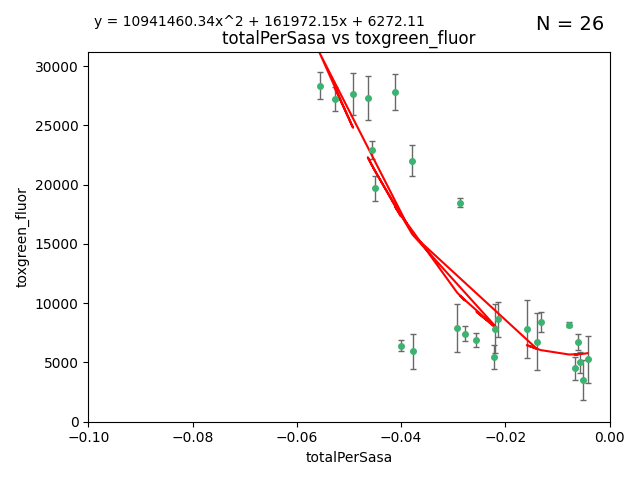 y = 10941460.34x^2 + 161972.15x + 6272.11
N = 26
totalPerSasa vs toxgreen_fluor
30000
25000
20000
15000
10000
5000
0
toxgreen_fluor
−0.10 −0.08 −0.06 −0.04 −0.02 0.00
totalPerSasa